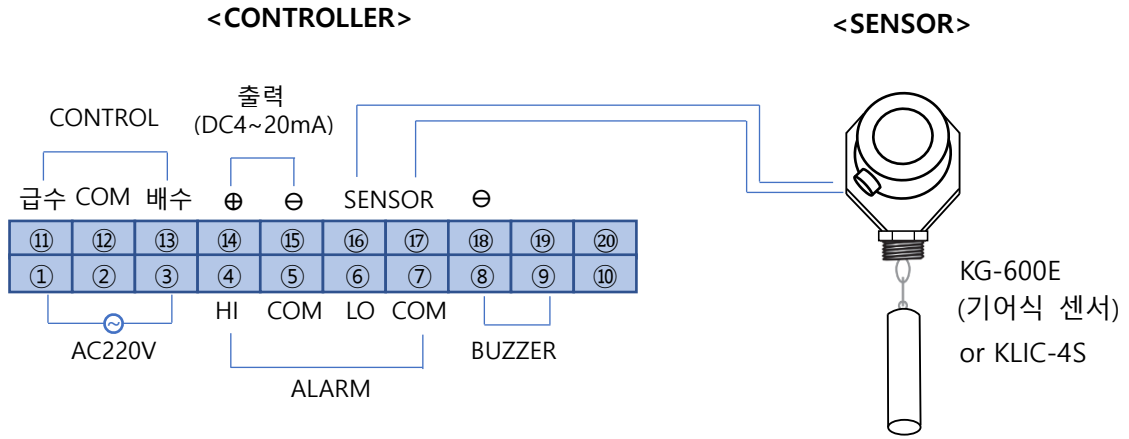 <CONTROLLER>
<SENSOR>
CONTROL
출력
(DC4~20mA)
급수 COM 배수 ⊕ ⊖ SENSOR ⊖
⑪ ⑫ ⑬ ⑭ ⑮ ⑯ ⑰ ⑱ ⑲ ⑳
① ② ③ ④ ⑤ ⑥ ⑦ ⑧ ⑨ ⑩
HI COM LO COM
~
AC220V
BUZZER
ALARM
KG-600E
(기어식 센서)
or KLIC-4S